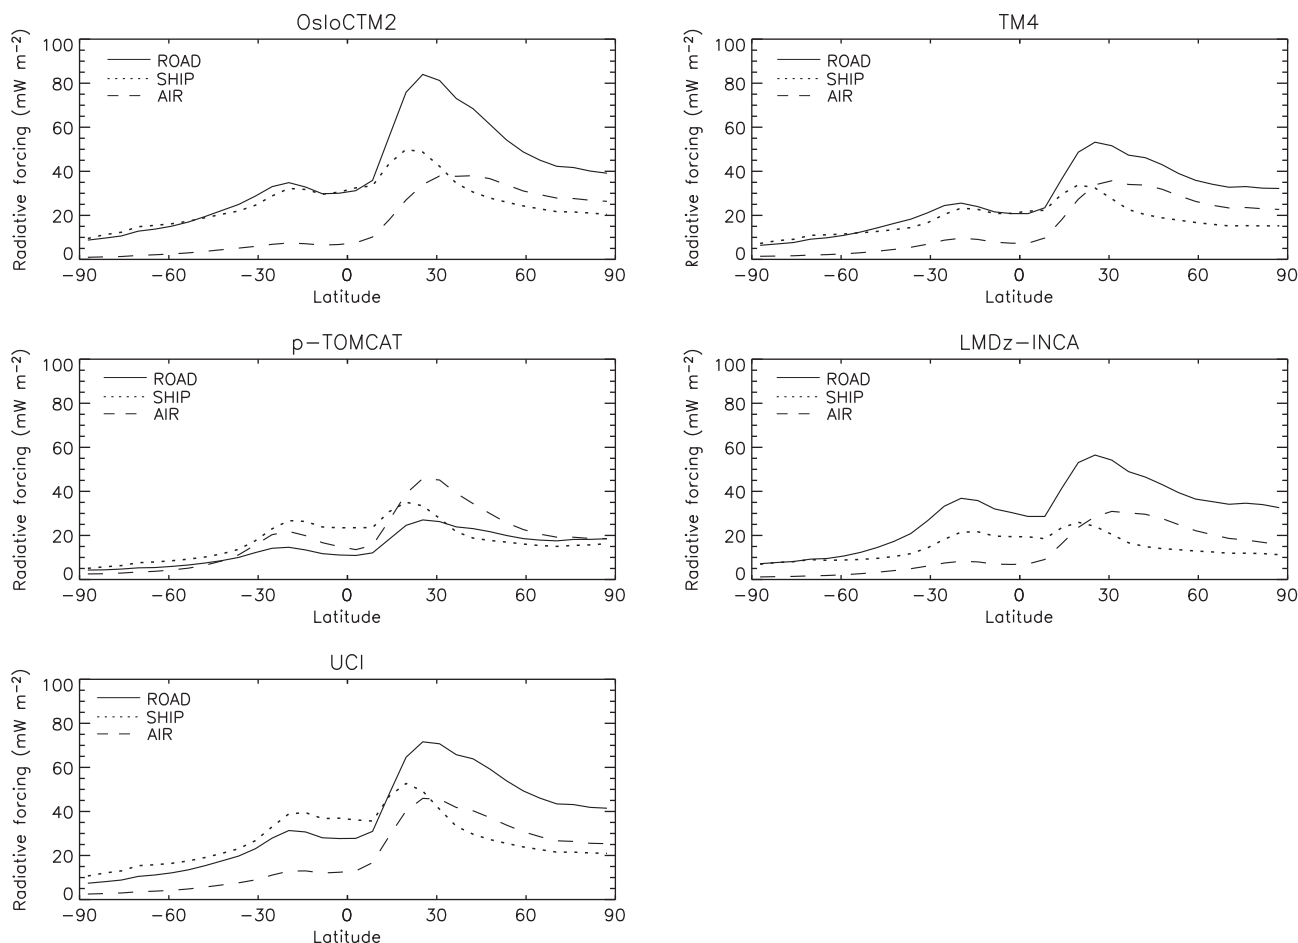 OsloCTM2
Radiative forcing (mW m−2)
100
80
60
40
20
0
ROAD
SHIP
AIR
−90 −60 −30 0 30 60 90
Latitude
TM4
Radiative forcing (mW m−2)
100
80
60
40
20
0
ROAD
SHIP
AIR
−90 −60 −30 0 30 60 90
Latitude
p−TOMCAT
Radiative forcing (mW m−2)
100
80
60
40
20
0
ROAD
SHIP
AIR
−90 −60 −30 0 30 60 90
Latitude
LMDz−INCA
Radiative forcing (mW m−2)
100
80
60
40
20
0
ROAD
SHIP
AIR
−90 −60 −30 0 30 60 90
Latitude
UCI
Radiative forcing (mW m−2)
100
80
60
40
20
0
ROAD
SHIP
AIR
−90 −60 −30 0 30 60 90
Latitude